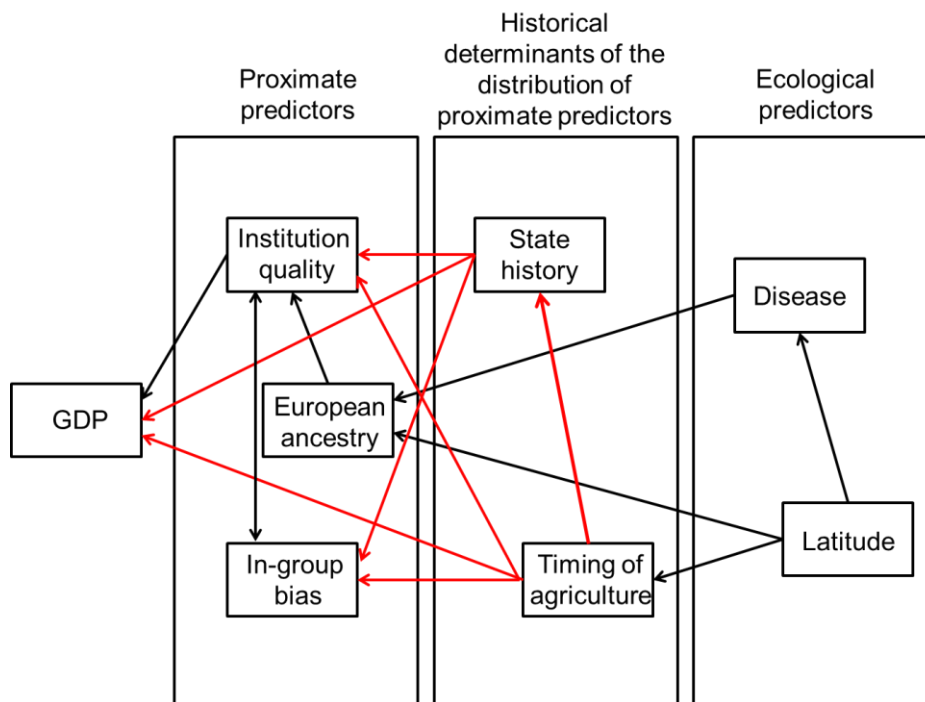 Historical
determinants of the
distribution of
proximate predictors
Proximate
predictors
Ecological
predictors
Institution
quality
State
history
Disease
GDP
European
ancestry
In-group
bias
Timing of
agriculture
Latitude